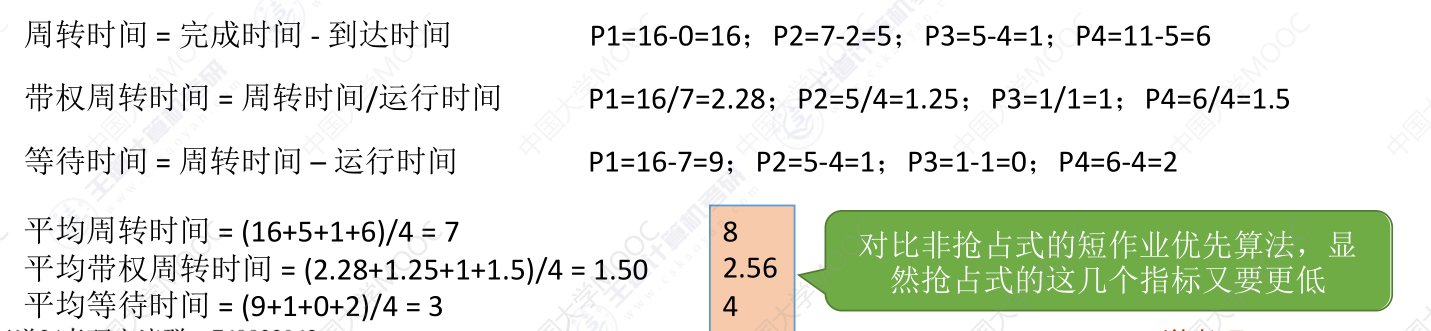 周转时间 = 完成时间 - 到达时间 P1=16-0=16；P2=7-2=5；P3=5-4=1；P4=11-5=6
带权周转时间 = 周转时间/运行时间 P1=16/7=2.28；P2=5/4=1.25；P3=1/1=1；P4=6/4=1.5
等待时间 = 周转时间 – 运行时间 P1=16-7=9；P2=5-4=1；P3=1-1=0；P4=6-4=2
平均周转时间 = (16+5+1+6)/4 = 7 8
平均带权周转时间 = (2.28+1.25+1+1.5)/4 = 1.50 2.56
平均等待时间 = (9+1+0+2)/4 = 3 4
对比非抢占式的短作业优先算法，显
然抢占式的这几个指标又要更低